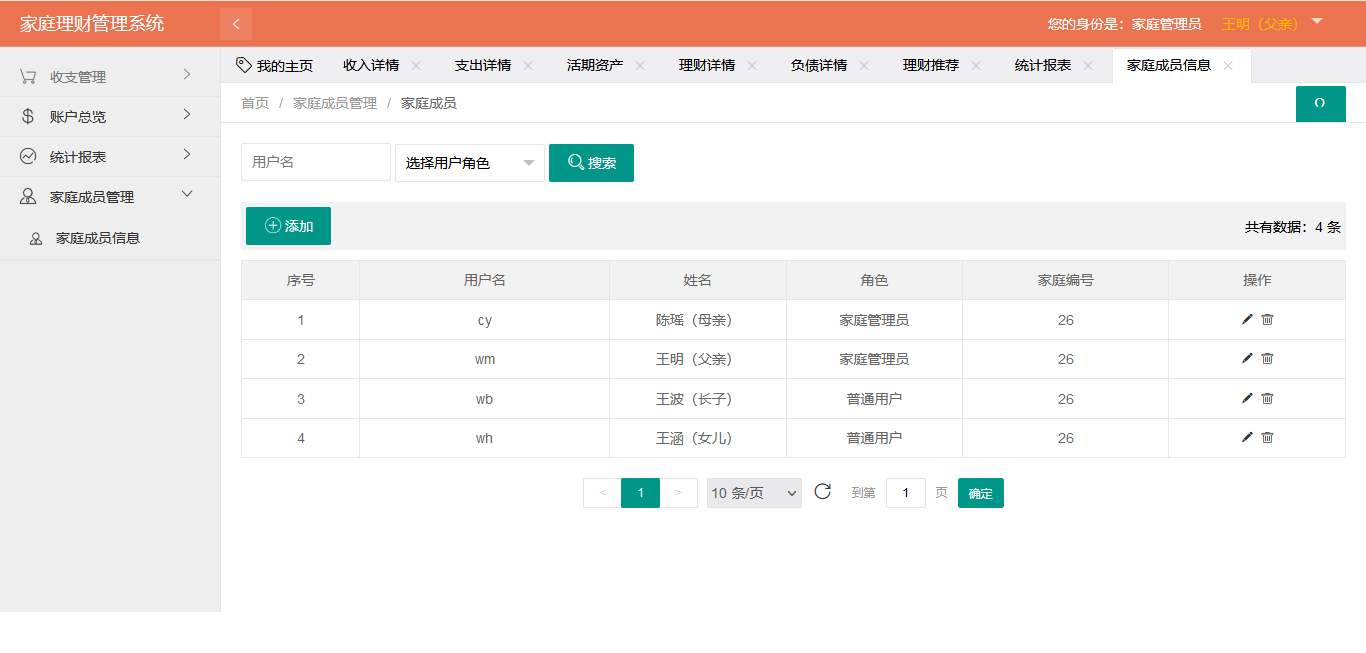 家庭理财管理系统
您的身份是：家庭管理员 王明（父亲）
收支管理
账户总览
统计报表
家庭成员管理
家庭成员信息
我的主页 收入详情 支出详情 活期资产 理财详情 负债详情 理财推荐 统计报表 家庭成员信息
首页 / 家庭成员管理 / 家庭成员
用户名 选择用户角色 搜索
添加 共有数据：4 条
序号 用户名 姓名 角色 家庭编号 操作
1 cy 陈瑶（母亲） 家庭管理员 26
2 wm 王明（父亲） 家庭管理员 26
3 wb 王波（长子） 普通用户 26
4 wh 王涵（女儿） 普通用户 26
< 1 > 10 条/页 到第 1 页 确定